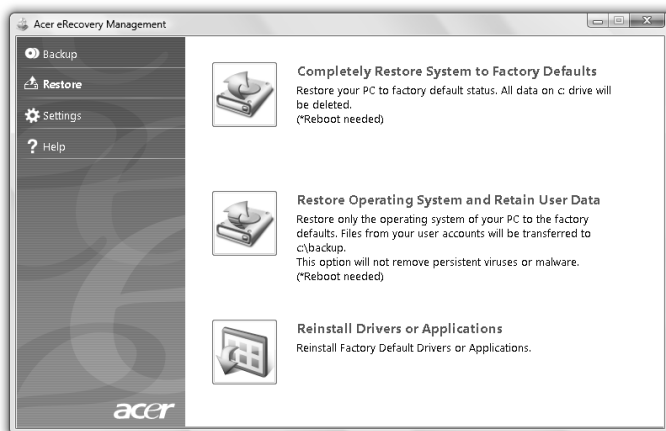 Acer eRecovery Management
Backup
Restore
Settings
? Help
Completely Restore System to Factory Defaults
Restore your PC to factory default status. All data on c: drive will
be deleted.
(*Reboot needed)
Restore Operating System and Retain User Data
Restore only the operating system of your PC to the factory
defaults. Files from your user accounts will be transferred to
c:\backup.
This option will not remove persistent viruses or malware.
(*Reboot needed)
Reinstall Drivers or Applications
Reinstall Factory Default Drivers or Applications.
acer